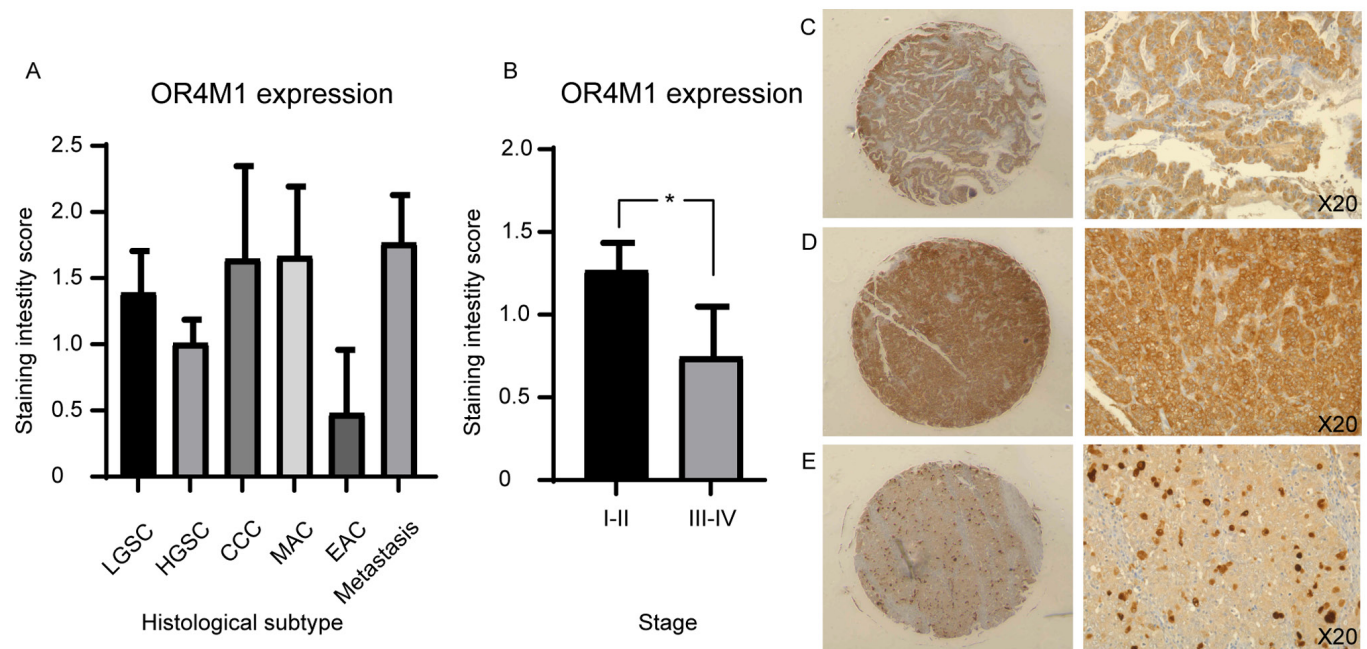 A
OR4M1 expression
Staining intestity score
2.5
2.0
1.5
1.0
0.5
0
LGSC
HGSC
CCC
MAC
EAC
Metastasis
Histological subtype
B
OR4M1 expression
Staining intestity score
2.0
1.5
1.0
0.5
0
*
I-II
III-IV
Stage
C
X20
D
X20
E
X20